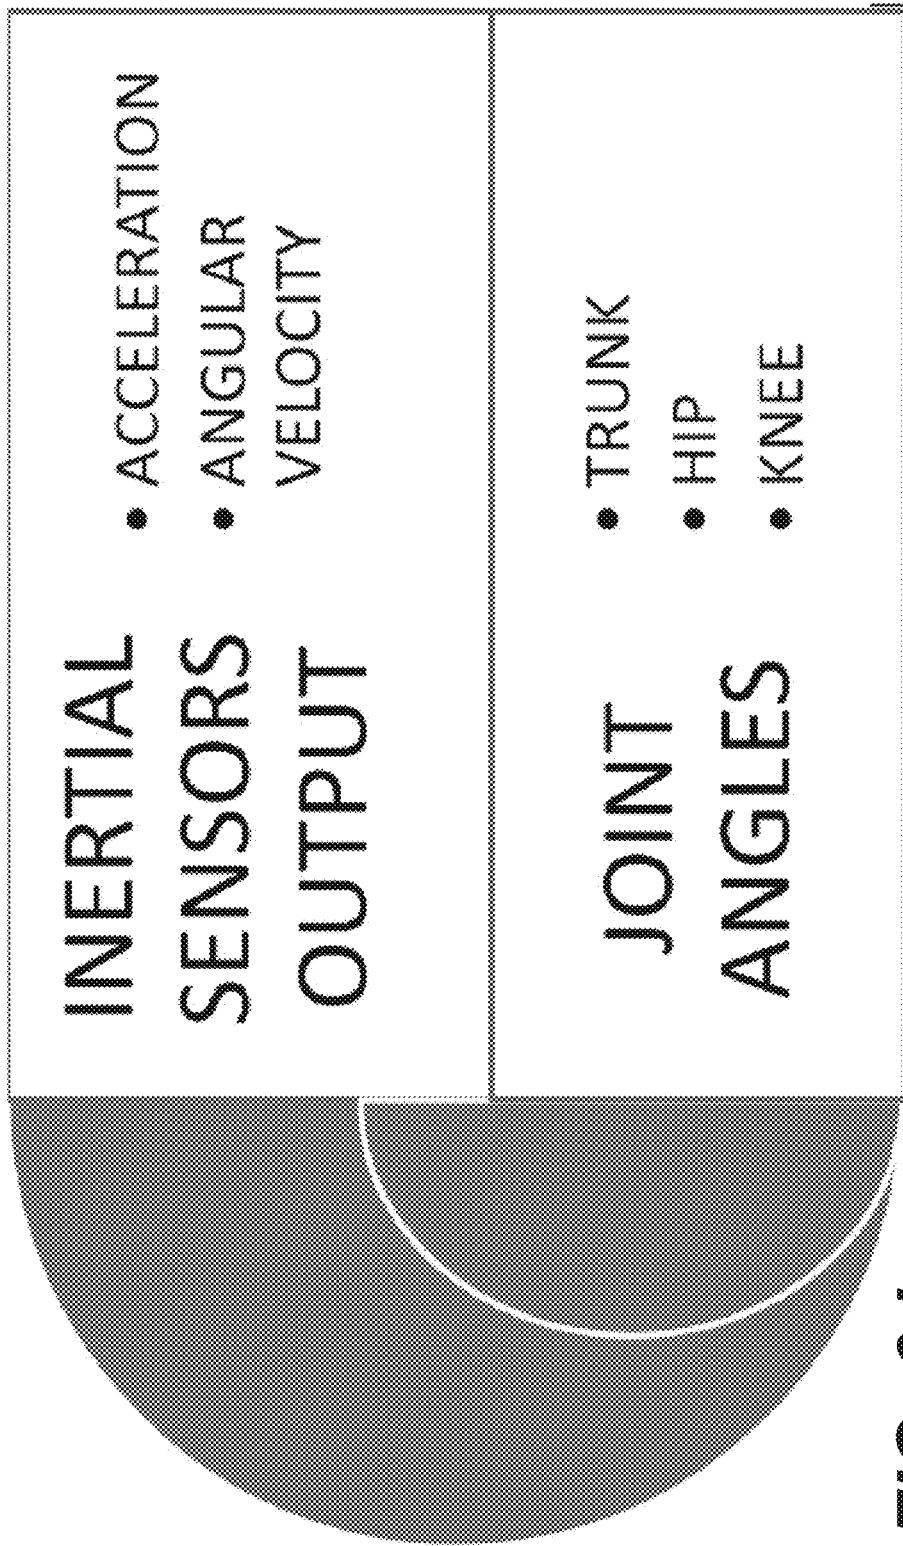 INERTIAL
SENSORS
OUTPUT
• ACCELERATION
• ANGULAR
VELOCITY
JOINT
ANGLES
• TRUNK
• HIP
• KNEE